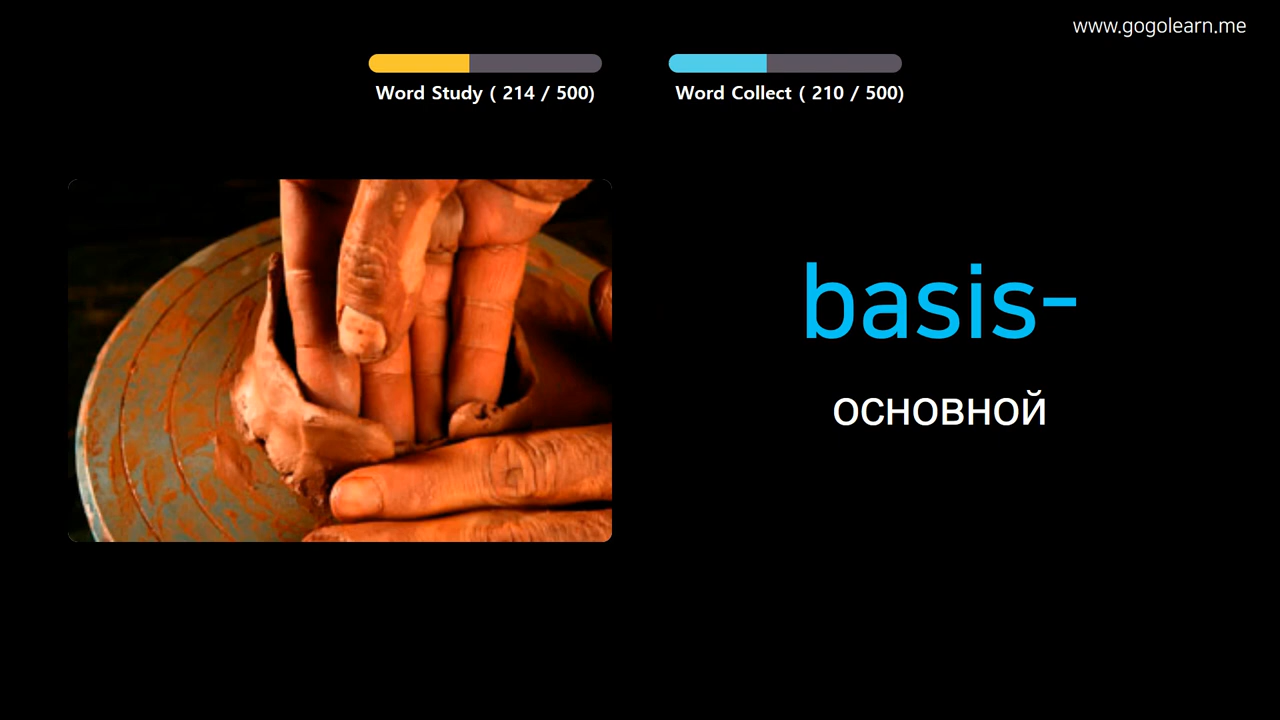 www.gogolearn.me
Word Study ( 214 / 500)
Word Collect ( 210 / 500)
basis-
основной